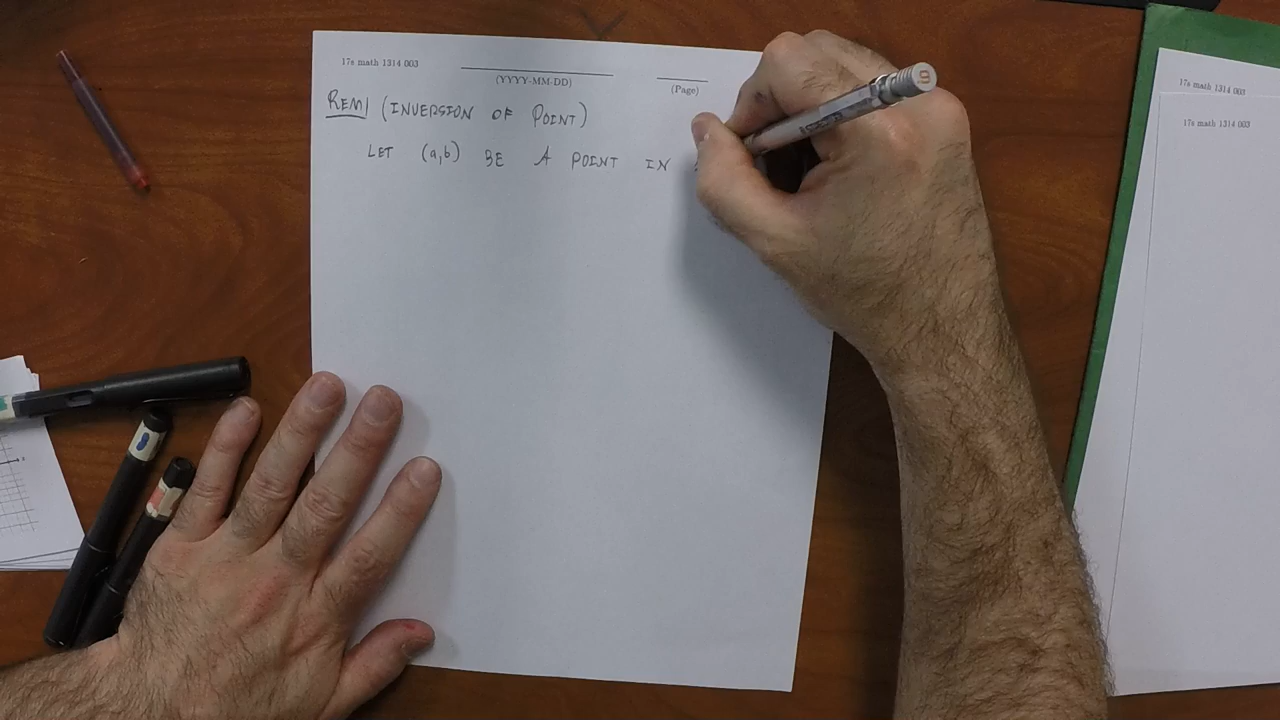 17s math 1314 003
(YYYY-MM-DD)
(Page)
REM (INVERSION OF POINT)
LET (a,b) BE A POINT IN
17s math 1314 003
17s math 1314 003